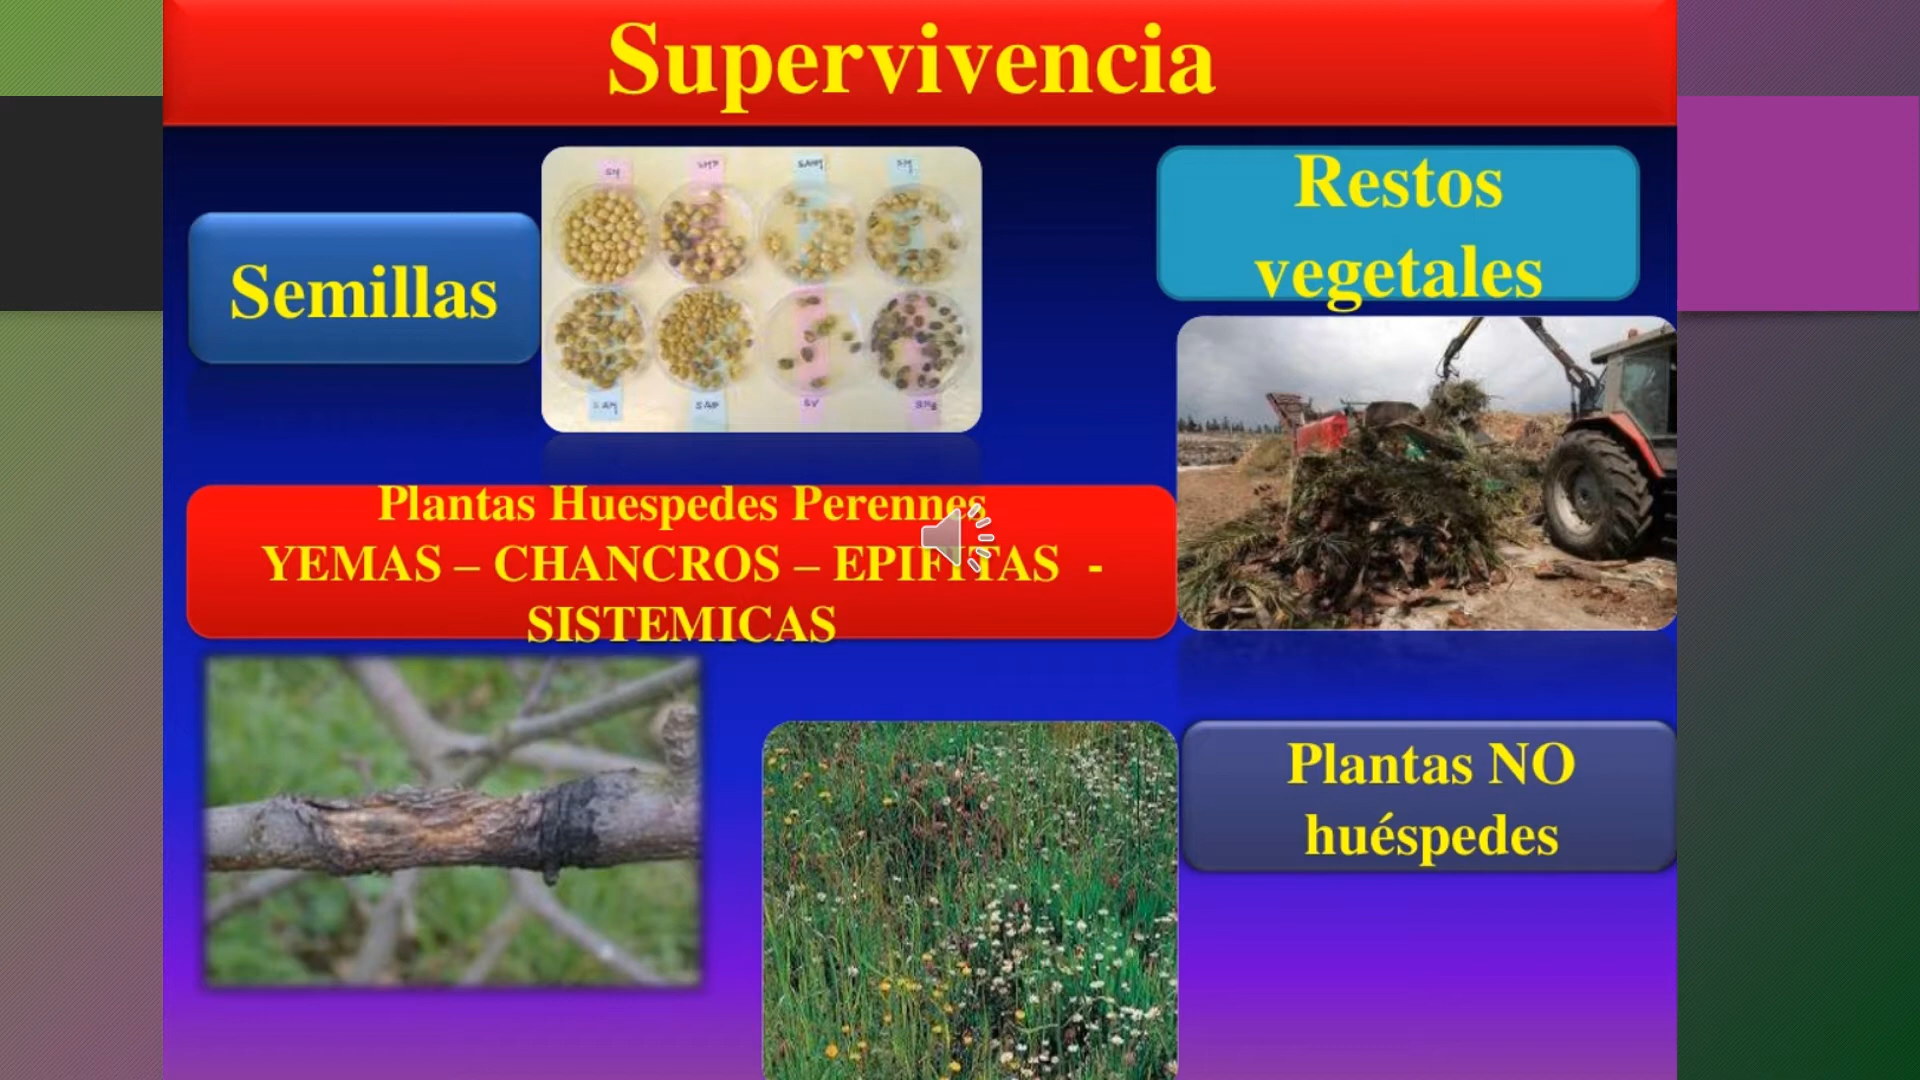 Supervivencia
Semillas
Restos
vegetales
Plantas Huespedes Perennes
YEMAS – CHANCROS – EPIFITAS -
SISTEMICAS
Plantas NO
huéspedes